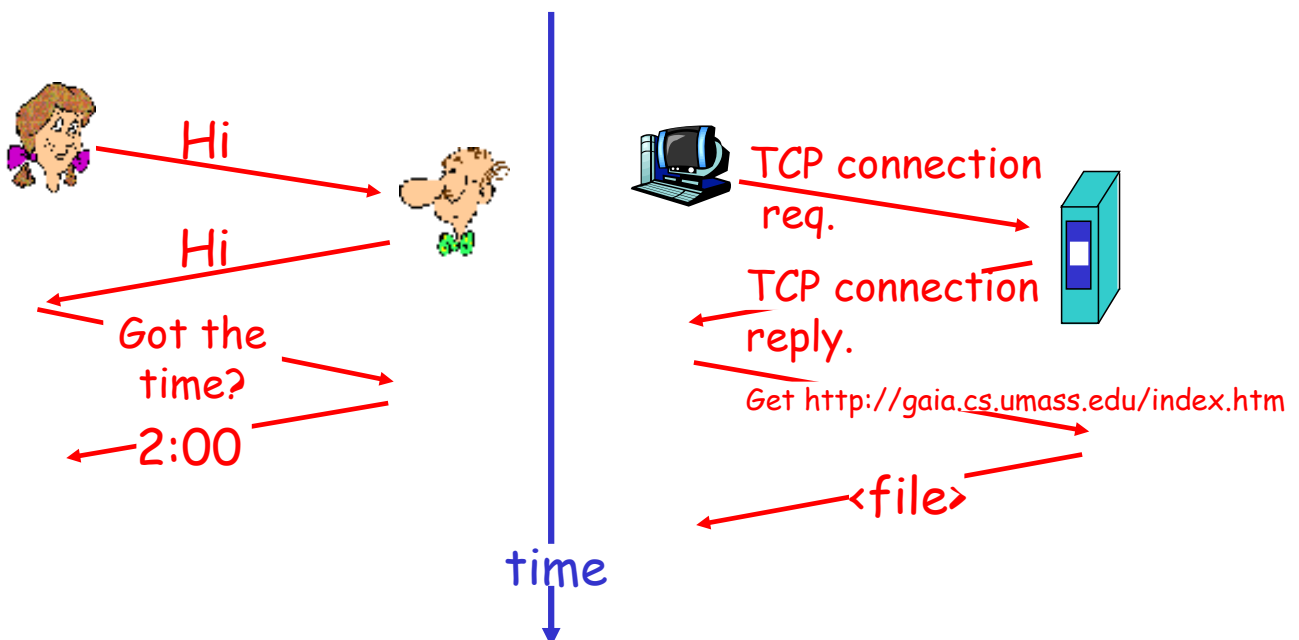 Hi
Hi
Got the
time?
2:00
TCP connection
req.
TCP connection
reply.
Get http://gaia.cs.umass.edu/index.htm
<file>
time